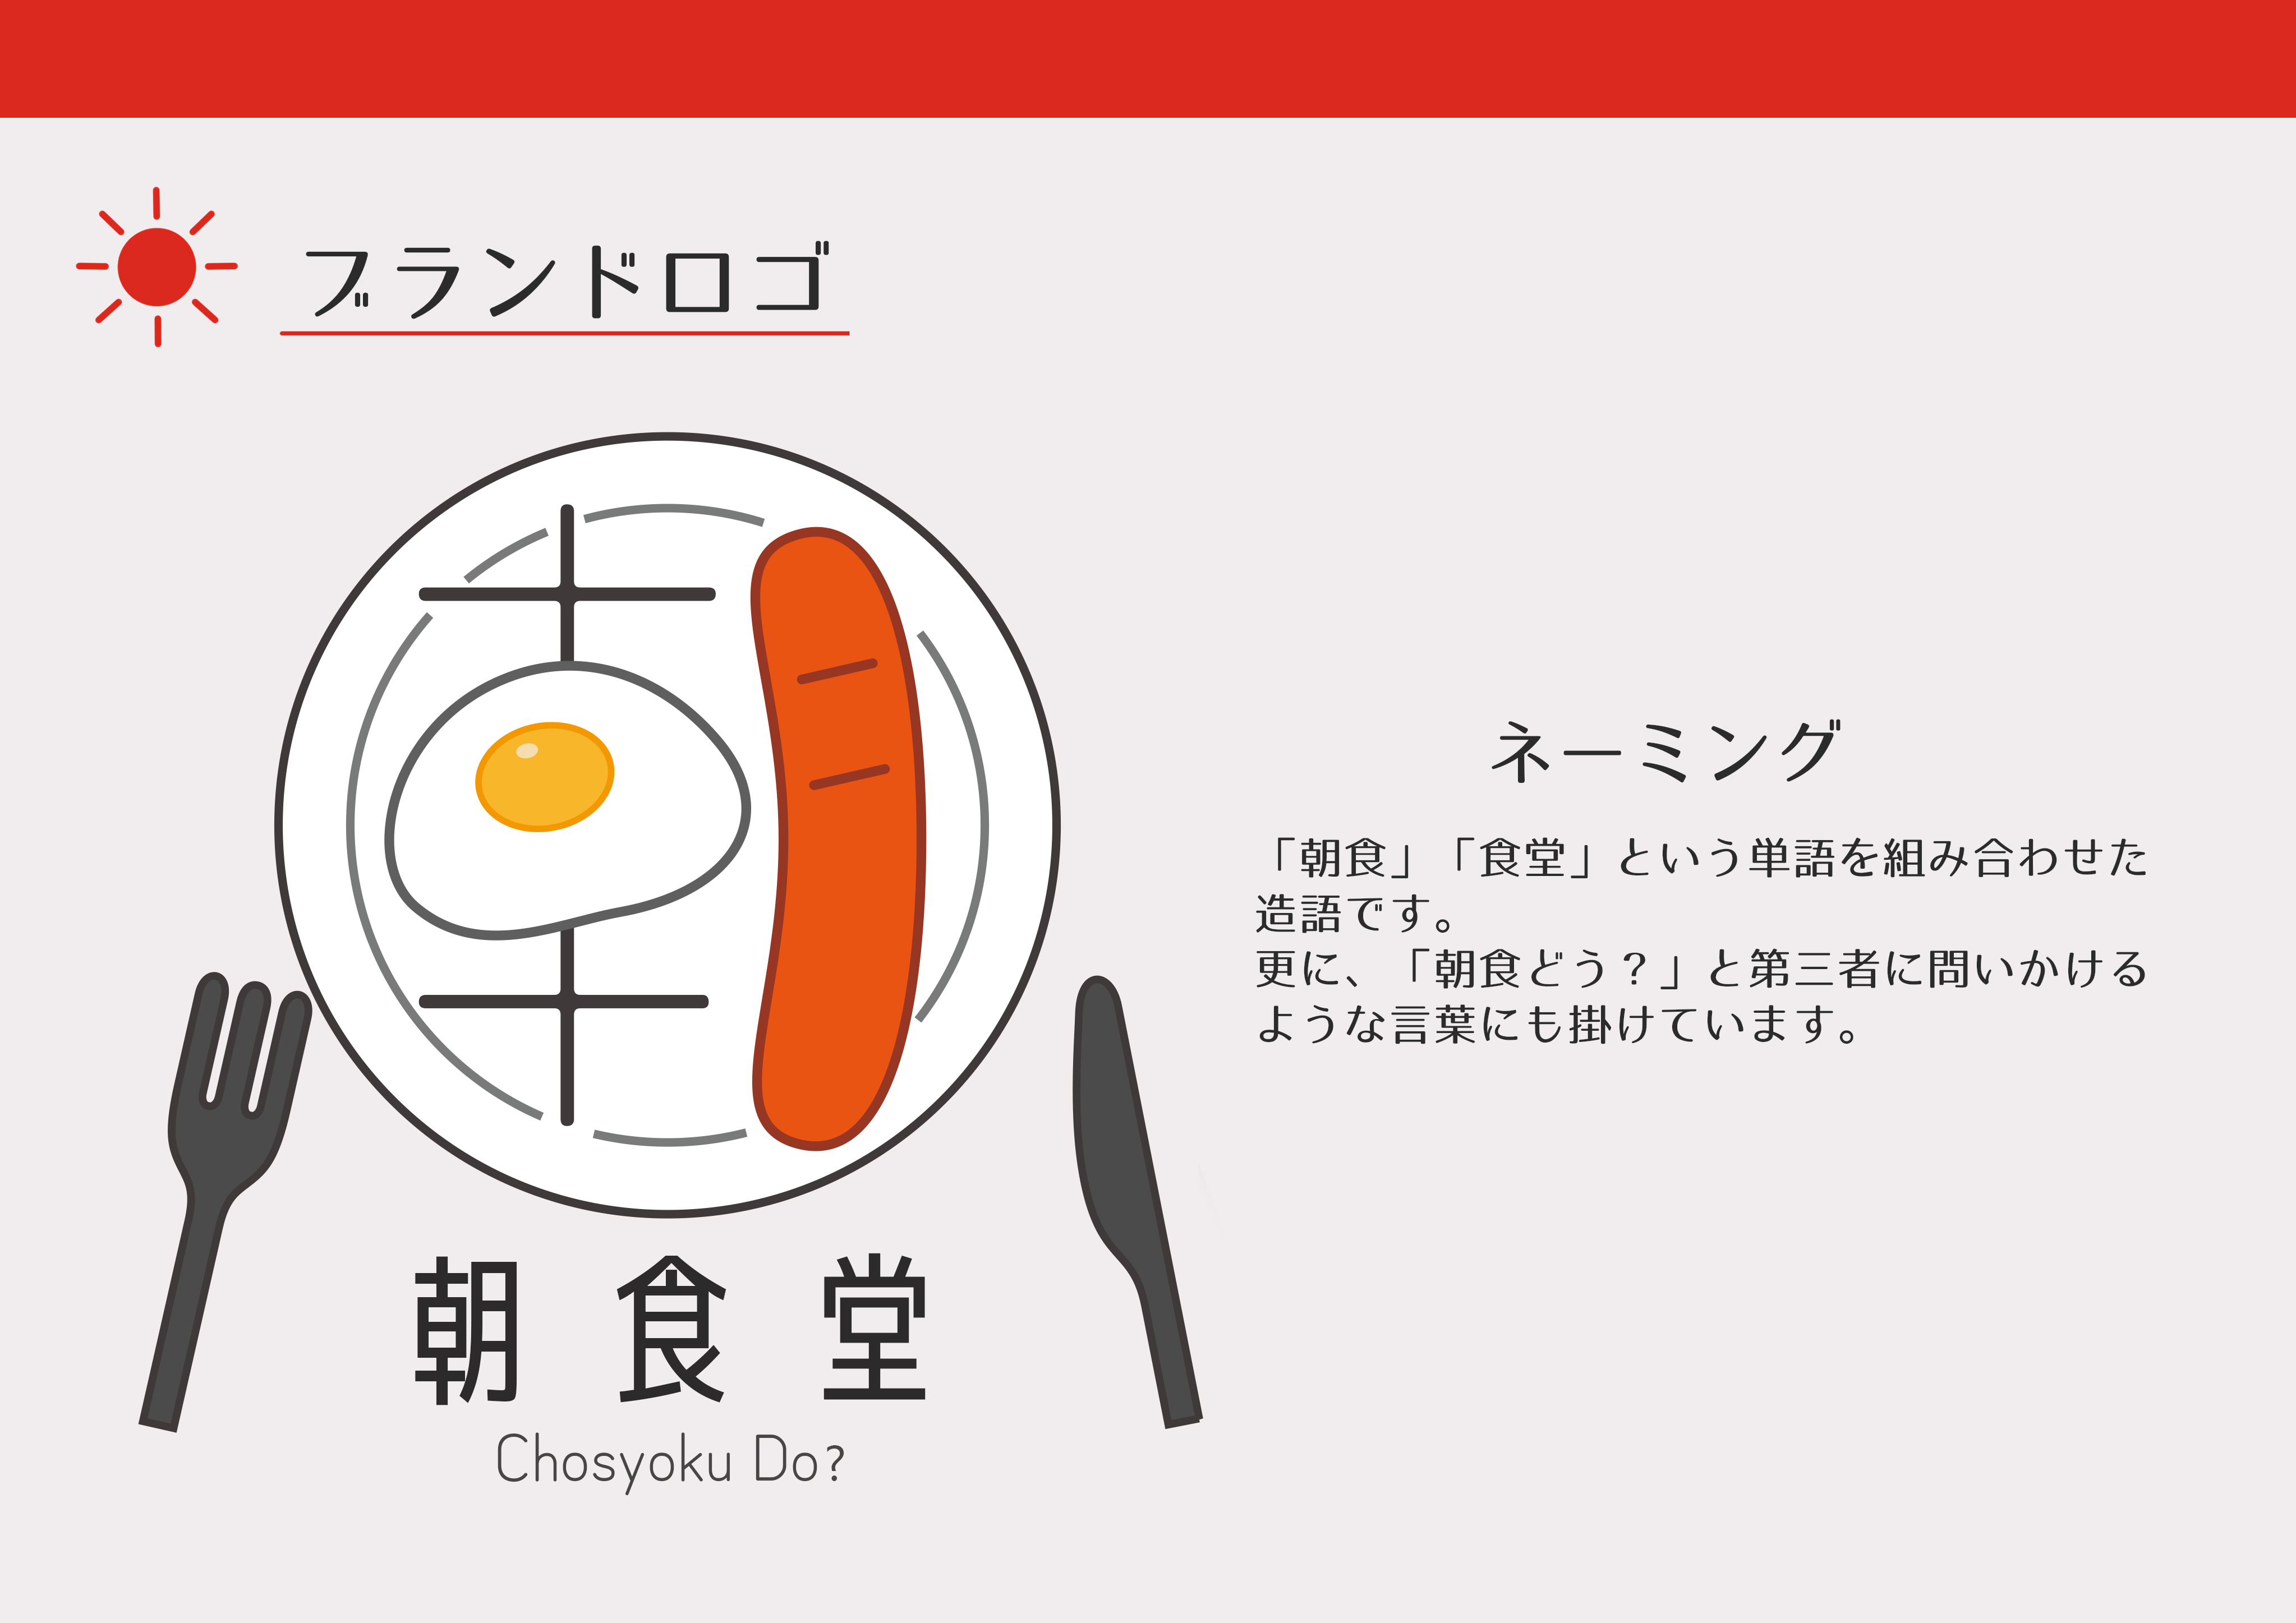 ブランドロゴ
朝食堂
Chosyoku Do?
ネーミング
「朝食」「食堂」という単語を組み合わせた
造語です。
更に、「朝食どう？」と第三者に問いかける
ような言葉にも掛けています。